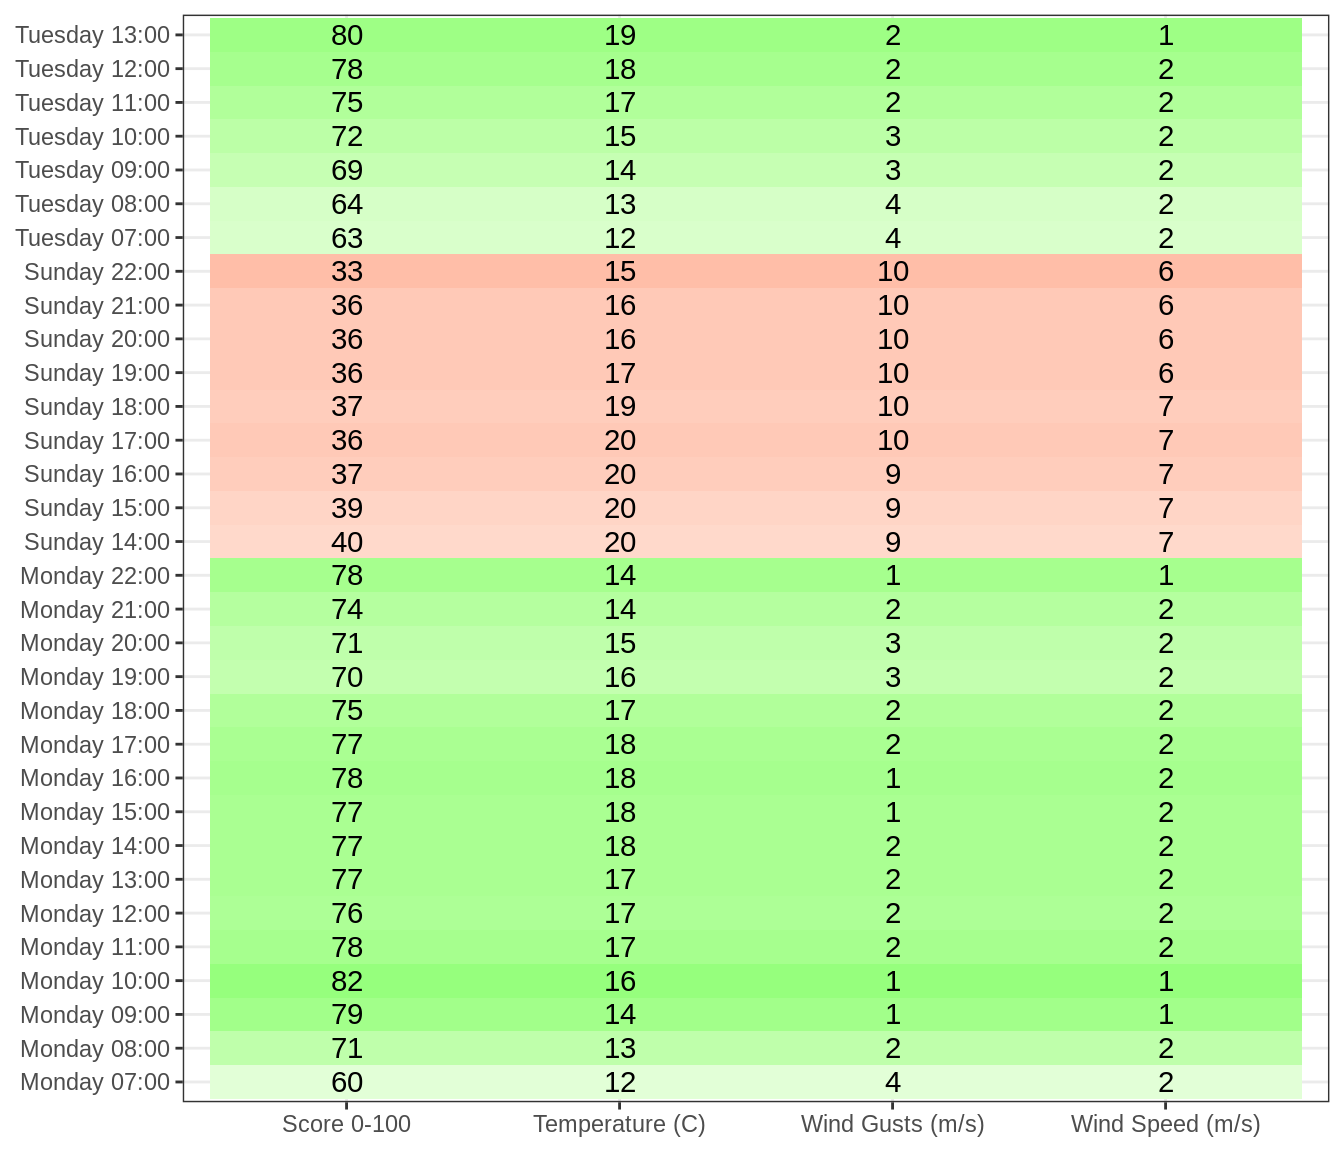 Tuesday 13:00 80 19 2 1
Tuesday 12:00 78 18 2 2
Tuesday 11:00 75 17 2 2
Tuesday 10:00 72 15 3 2
Tuesday 09:00 69 14 3 2
Tuesday 08:00 64 13 4 2
Tuesday 07:00 63 12 4 2
Sunday 22:00 33 15 10 6
Sunday 21:00 36 16 10 6
Sunday 20:00 36 16 10 6
Sunday 19:00 36 17 10 6
Sunday 18:00 37 19 10 7
Sunday 17:00 36 20 10 7
Sunday 16:00 37 20 9 7
Sunday 15:00 39 20 9 7
Sunday 14:00 40 20 9 7
Monday 22:00 78 14 1 1
Monday 21:00 74 14 2 2
Monday 20:00 71 15 3 2
Monday 19:00 70 16 3 2
Monday 18:00 75 17 2 2
Monday 17:00 77 18 2 2
Monday 16:00 78 18 1 2
Monday 15:00 77 18 1 2
Monday 14:00 77 18 2 2
Monday 13:00 77 17 2 2
Monday 12:00 76 17 2 2
Monday 11:00 78 17 2 2
Monday 10:00 82 16 1 1
Monday 09:00 79 14 1 1
Monday 08:00 71 13 2 2
Monday 07:00 60 12 4 2
Score 0-100 Temperature (C) Wind Gusts (m/s) Wind Speed (m/s)